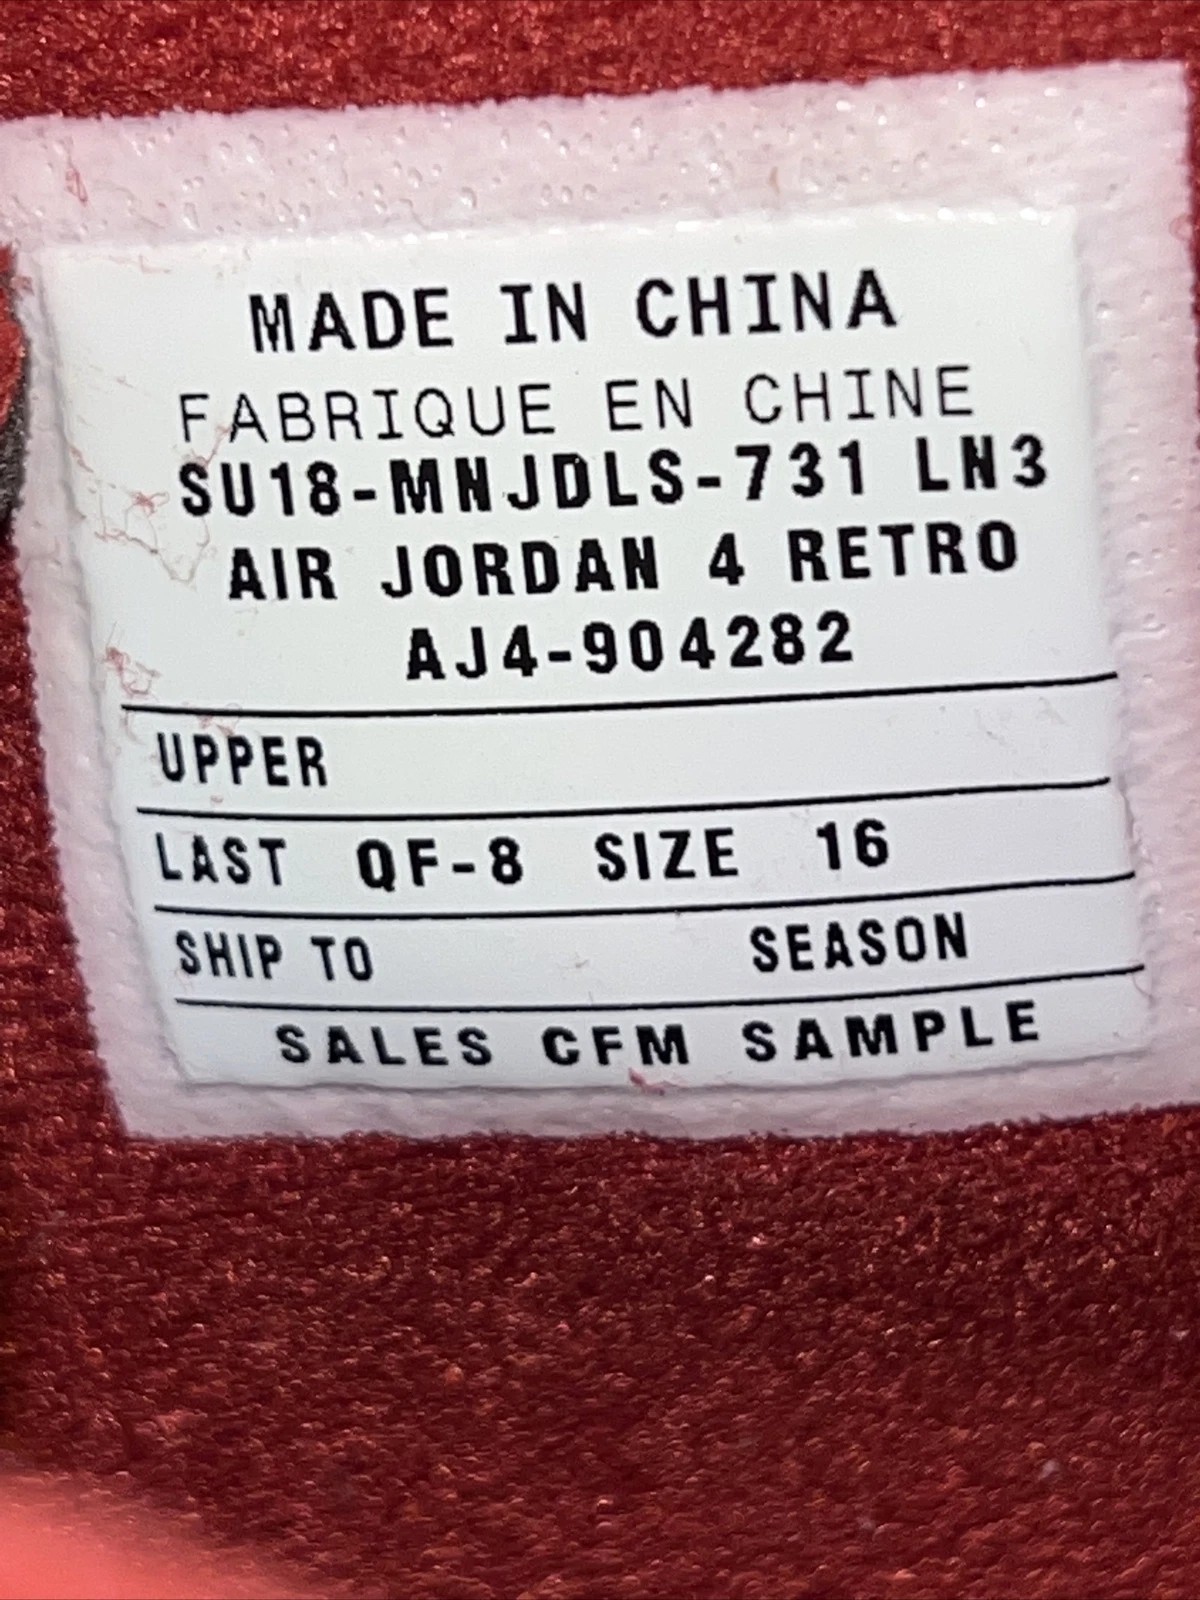 MADE IN CHINA
FABRIQUE EN CHINE
SU18-MNJDLS-731 LN3
AIR JORDAN 4 RETRO
AJ4-904282
UPPER
LAST QF-8 SIZE 16
SHIP TO SEASON
SALES CFM SAMPLE